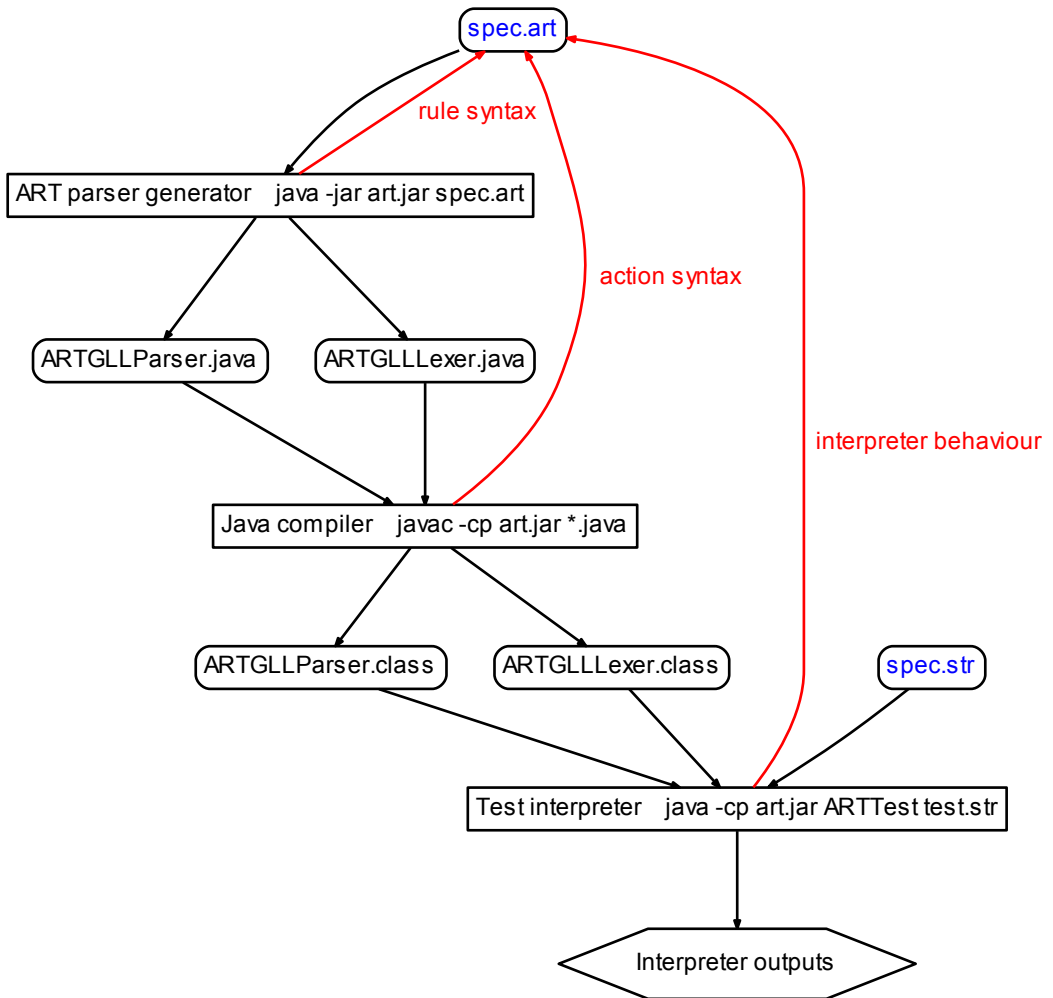 spec.art
rule syntax
ART parser generator    java -jar art.jar spec.art
action syntax
ARTGLLParser.java
ARTGLLLexer.java
interpreter behaviour
Java compiler    javac -cp art.jar *.java
ARTGLLParser.class
ARTGLLLexer.class
spec.str
Test interpreter    java -cp art.jar ARTTest test.str
Interpreter outputs